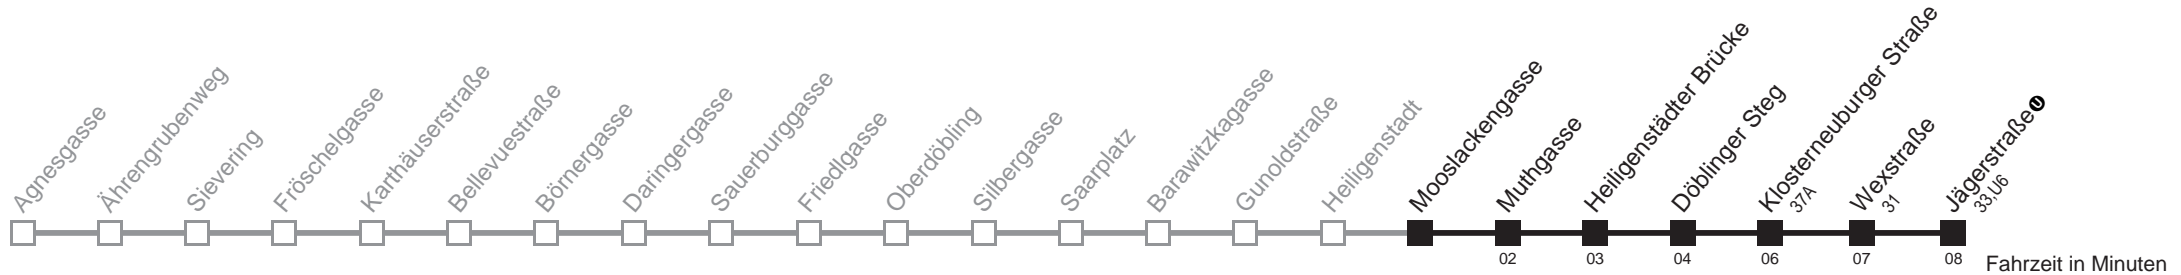 Agnesgasse
Ährengrubenweg
Sievering
Fröschelgasse
Karthäuserstraße
Bellevuestraße
Börnergasse
Daringergasse
Sauerburggasse
Friedlgasse
Oberdöbling
Silbergasse
Saarplatz
Barawitzkagasse
Gunoldstraße
Heiligenstadt
Mooslackengasse
Muthgasse
02
Heiligenstädter Brücke
03
Döblinger Steg
04
Klosterneuburger Straße
37A
06
Wexstraße
31
07
Jägerstraße U
33,U6
08
Fahrzeit in Minuten